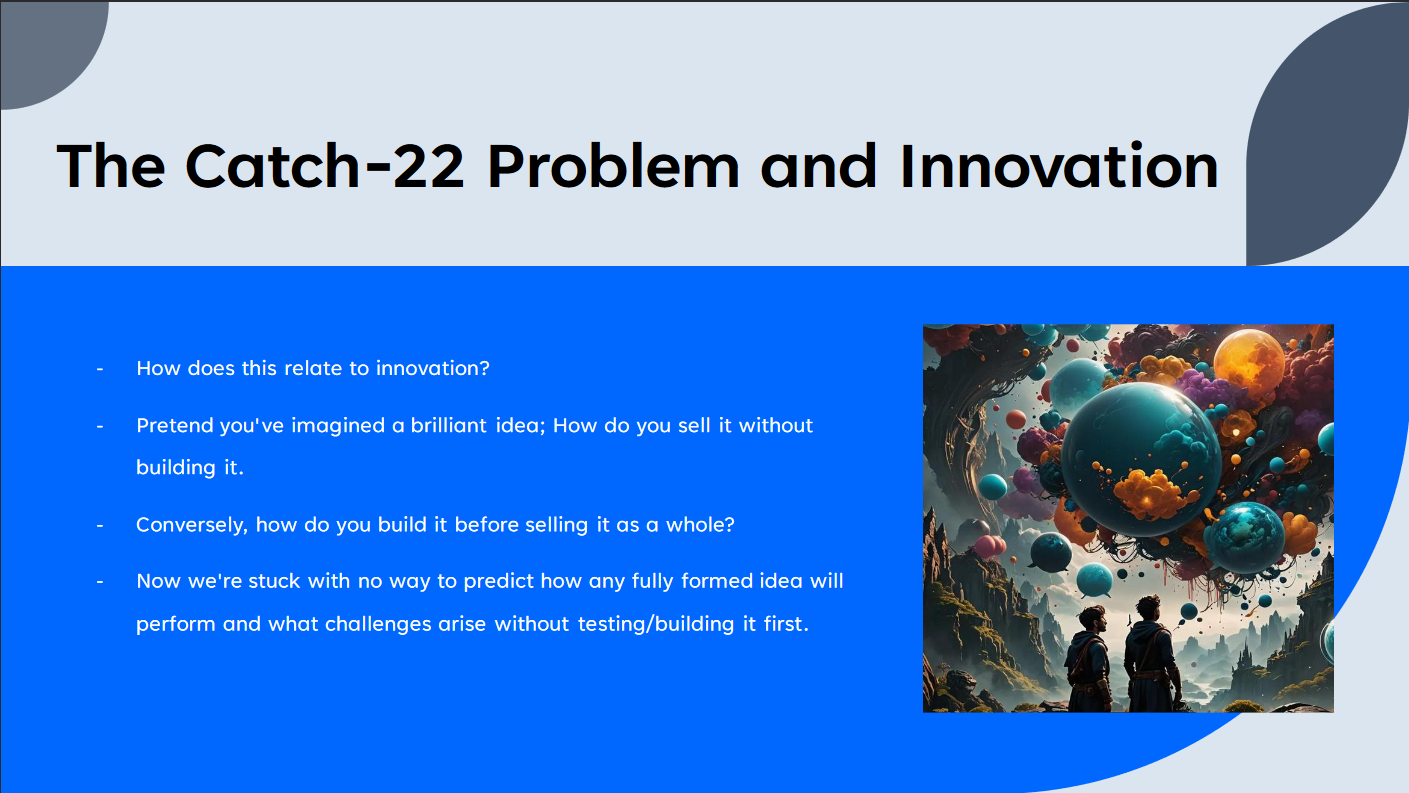 The Catch-22 Problem and Innovation
- How does this relate to innovation?
- Pretend you've imagined a brilliant idea; How do you sell it without
building it.
- Conversely, how do you build it before selling it as a whole?
- Now we're stuck with no way to predict how any fully formed idea will
perform and what challenges arise without testing/building it first.